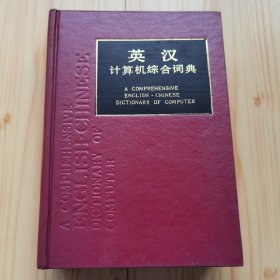 英汉
计算机综合词典
A COMPREHENSIVE
ENGLISH - CHINESE
DICTIONARY OF COMPUTER
A COMPREHENSIVE
ENGLISH-CHINESE
DICTIONARY OF
COMPUTER